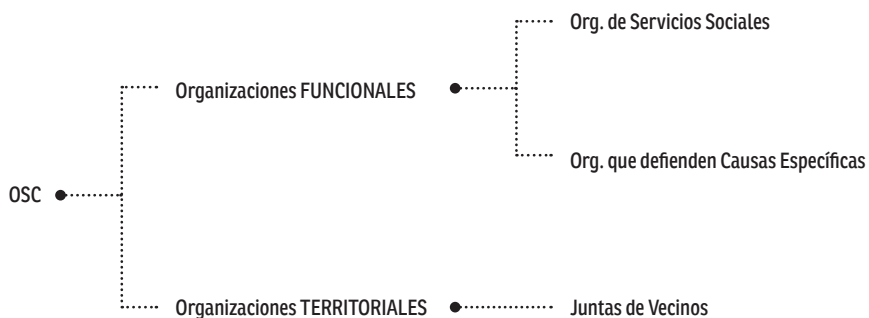 Org. de Servicios Sociales
Organizaciones FUNCIONALES
Org. que defienden Causas Específicas
OSC
Organizaciones TERRITORIALES
Juntas de Vecinos